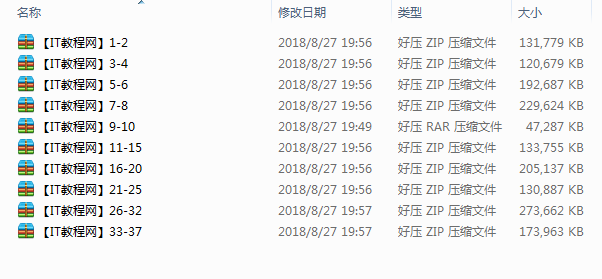 名称 修改日期 类型 大小
【IT教程网】1-2 2018/8/27 19:56 好压 ZIP 压缩文件 131,779 KB
【IT教程网】3-4 2018/8/27 19:56 好压 ZIP 压缩文件 120,679 KB
【IT教程网】5-6 2018/8/27 19:56 好压 ZIP 压缩文件 192,687 KB
【IT教程网】7-8 2018/8/27 19:56 好压 ZIP 压缩文件 229,624 KB
【IT教程网】9-10 2018/8/27 19:49 好压 RAR 压缩文件 47,287 KB
【IT教程网】11-15 2018/8/27 19:56 好压 ZIP 压缩文件 133,755 KB
【IT教程网】16-20 2018/8/27 19:56 好压 ZIP 压缩文件 205,137 KB
【IT教程网】21-25 2018/8/27 19:56 好压 ZIP 压缩文件 130,887 KB
【IT教程网】26-32 2018/8/27 19:57 好压 ZIP 压缩文件 273,662 KB
【IT教程网】33-37 2018/8/27 19:57 好压 ZIP 压缩文件 173,963 KB